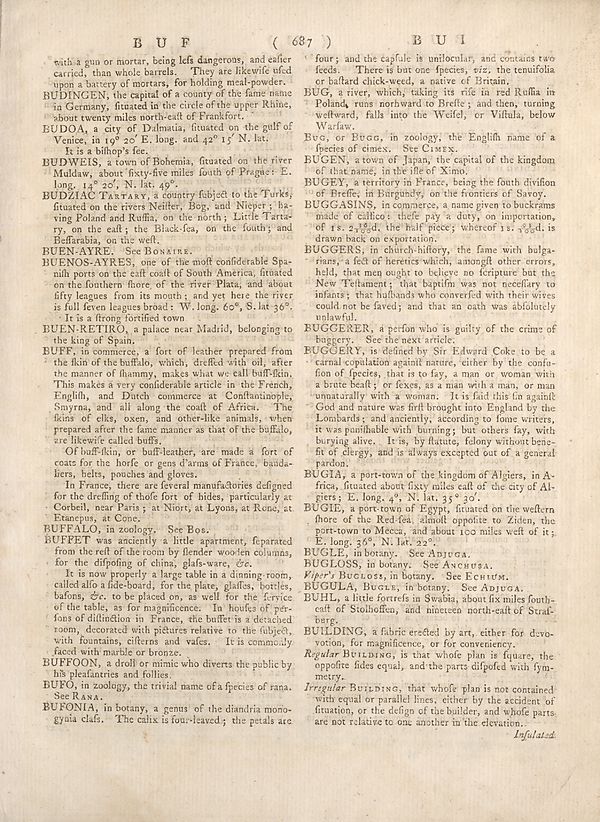 B U F ( 687 ) B U I
with a gun or mortar, being leſs dangerous, and eaſier
carried, than whole barrels. They are likewiſe uſed
upon a battery of mortars, for holding meal-powder.
BUDINGEN, the capital of a county of the ſame name
in Germany, ſituated in the circle of the upper Rhine,
about twenty miles north-eaſt of Frankfort.
BUDOA, a city of Dalmatia, ſituated on the gulf of
Venice, in 19° 20′ E. long. and 42° 15′ N. lat.
It is a biſhop's ſee.
BUDWEIS, a town of Bohemia, ſituated on the river
Muldaw, about ſixty-five miles ſouth of Prague: E.
long. 14° 20′, N. lat. 49°.
BUDZIAC TARTARY, a country ſubject to the Turks,
ſituated on the rivers Neiſter, Bog, and Nieper; having
Poland and Ruſſia, on the north; Little Tarta-
ry, on the eaſt; the Black-ſea, on the ſouth; and
Beſſarabia, on the weſt.
BUEN-AYRE. See BONAIRE.
BUENOS-AYRES, one of the moſt conſiderable Spa-
niſh ports on the eaſt coaſt of South America, ſituated
on the ſouthern ſhore of the river Plata, and about
fifty leagues from its mouth; and yet here the river
is full ſeven leagues broad: W. long. 60°, S. lat 36°.
It is a ſtrong fortified town
BUEN-RETIRO, a palace near Madrid, belonging to
the king of Spain.
BUFF, in commerce, a ſort of leather prepared from
the ſkin of the buffalo, which, dreſſed with oil, after
the manner of ſhammy, makes what we call buff-ſkin.
This makes a very conſiderable article in the French,
Engliſh, and Dutch commerce at Conſtantinople,
Smyrna, and all along the coaſt of Africa. The
ſkins of elks, oxen, and other-like animals, when
prepared after the ſame manner as that of the buffalo,
are likewiſe called buffs.
Of buff-ſkin, or buff-leather, are made a ſort of
coats for the horſe or gens d'arms of France, banda-
liers, belts, pouches and gloves.
In France, there are ſeveral manufactories deſigned
for the dreſſing of thoſe ſort of hides, particularly at
Corbeil, near Paris; at Niort, at Lyons, at Rone, at
Etanepus, at Cone.
BUFFALO, in zoology. See Bos.
BUFFET was anciently a little apartment, ſeparated
from the reſt of the room by ſlender wooden columns,
for the diſpoſing of china, glaſs-ware, &c.
It is now properly a large table in a dinning-room,
called alſo a ſide-board, for the plate, glaſſes, bottles,
baſons, &c. to be placed on, as well for the ſervice
of the table, as for magnificence. In houſes of per-
ſons of diſtinction in France, the buffet is a detached
room, decorated with pictures relative to the ſubject,
with fountains, ciſterns and vaſes. It is commonly
faced with marble or bronze.
BUFFOON, a droll or mimic who diverts the public by
his pleaſantries and follies.
BUFO, in zoology, the trivial name of a ſpecies of rana.
See RANA.
BUFONIA, in botany, a genus of the diandria mono-
gynia claſs. The calix is four-leaved; the petals are
four; and the capſule is unilocular, and contains two
ſeeds. There is but one ſpecies, viz. the tenuifolia
or baſtard chick-weed, a native of Britain.
BUG, a river, which, taking its riſe in red Ruſſia in
Poland, runs norhward to Breſte; and then, turning
weſtward, falls into the Weiſel, or Viſtula, below
Warſaw.
BUG, or BUGG, in zoology, the Engliſh name of a
ſpecies of cimex. See CIMEX.
BUGEN, a town of Japan, the capital of the kingdom
of that name, in the iſle of Ximo.
BUGEY, a territory in France, being the ſouth diviſion
of Breſſe, in Burgundy, on the frontiers of Savoy.
BUGGASINS, in commerce, a name given to buckrams
made of callico: theſe pay a duty, on importation,
the half piece; whereof is
drawn back on exportation.
BUGGERS, in church-hiſtory, the ſame with bulga-
rians, a ſect of heretics which, amongſt other errors,
held, that men ought to believe no ſcripture but the
New Teſtament; that baptiſm was not neceſſary to
infants; that huſbands who converſed with their wives
could not be ſaved; and that an oath was abſolutely
unlawful.
BUGGERER, a perſon who is guilty of the crime of
buggery. See the next article.
BUGGERY, is defined by Sir Edward Coke to be a
carnal copulation againſt nature, either by the confu-
ſion of ſpecies, that is to ſay, a man or woman with
a brute beaſt; or ſexes, as a man with a man, or man
unnaturally with a woman. It is ſaid this ſin againſt
God and nature was firſt brought into England by the
Lombards; and anciently, according to ſome writers,
it was puniſhable with burning; but others ſay, with
burying alive. It is, by ſtatute, felony without bene-
fit of clergy, and is always excepted out of a general
pardon.
BUGIA, a port-town of the kingdom of Algiers, in A-
frica, ſituated about ſixty miles eaſt of the city of Al-
giers; E. long. 4°, N. lat. 35° 30′.
BUGIE, a port-town of Egypt, ſituated on the weſtern
ſhore of the Red-ſea almoſt oppoſite to Ziden, the
port-town to Mecca, and about 100 miles weſt of it;
E. long. 36°, N. lat. 22°.
BUGLE, in botany. See ADJUGA.
BUGLOSS, in botany. See ANCHUSA.
Viper's BUGLOSS, in botany. See ECHIUM.
BUGULA, BUGLE, in botany. See ADJUGA.
BUHL, a little fortreſs in Swabia, about ſix miles ſouth-
eaſt of Stolhoffen, and nineteen north-eaſt of Straſ-
burg.
BUILDING, a fabric erected by art, either for devo-
votion, for magnificence, or for conveniency.
Regular BUILDING, is that whoſe plan is ſquare, the
oppoſite ſides equal, and the parts diſpoſed with ſym-
metry.
Irregular BUILDING, that whoſe plan is not contained
with equal or parallel lines, either by the accident of
ſituation, or the deſign of the builder, and whoſe parts
are not relative to one another in the elevation.
Inſulated